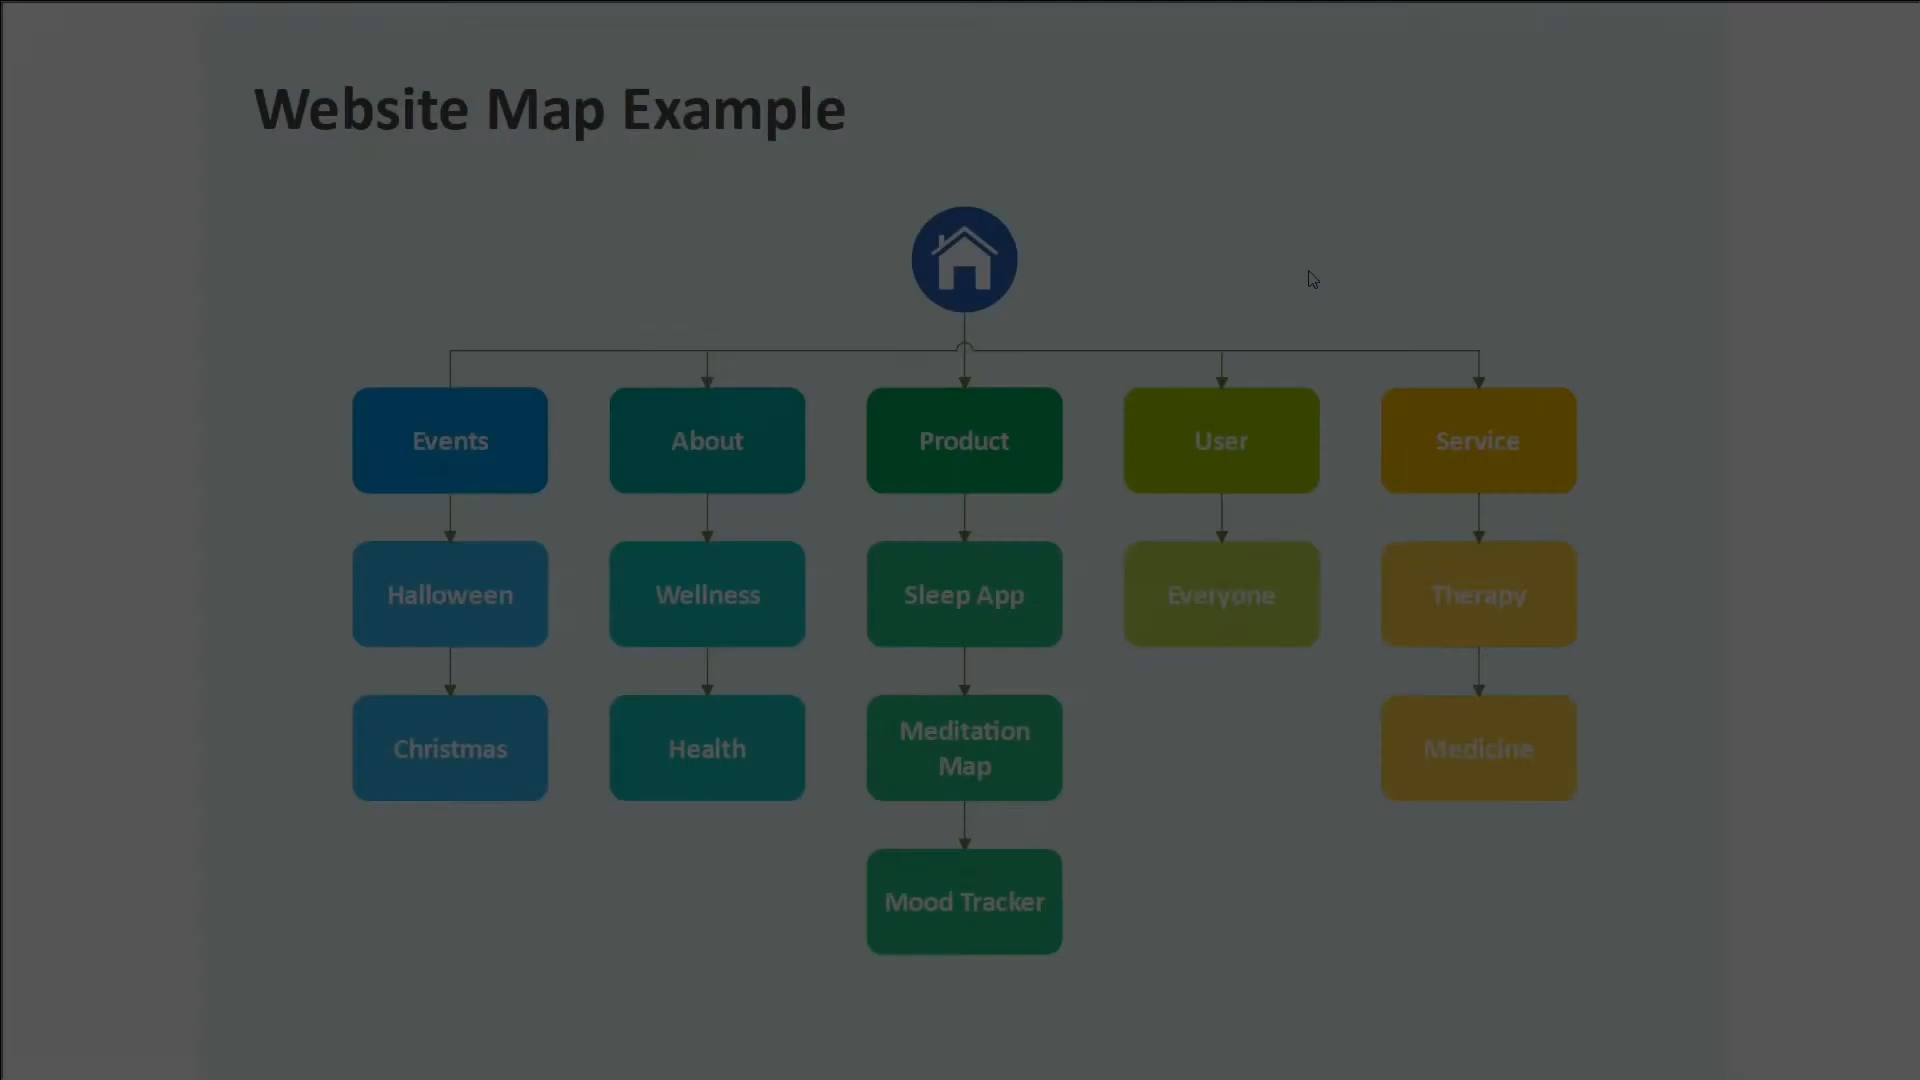 Website Map Example
Events
About
Product
User
Service
Halloween
Wellness
Sleep App
Everyone
Therapy
Christmas
Health
Meditation
Map
Medicine
Mood Tracker